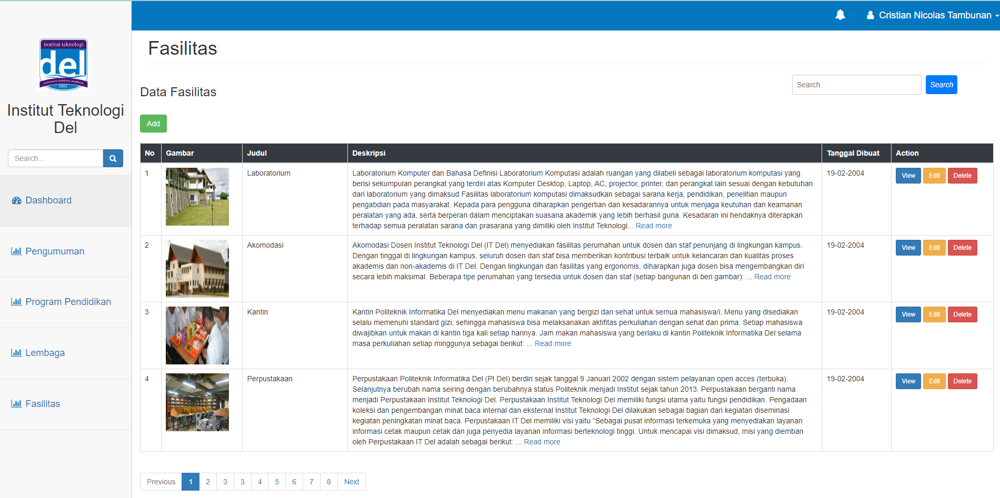 Cristian Nicolas Tambunan
institut teknologi
del
MARTUHAN-MARROHA-MARBISUK
2001
Institut Teknologi
Del
Search...
Dashboard
Pengumuman
Program Pendidikan
Lembaga
Fasilitas
Fasilitas
Data Fasilitas
Search
Search
Add
No Gambar Judul Deskripsi Tanggal Dibuat Action
1 Laboratorium
Laboratorium Komputer dan Bahasa Definisi Laboratorium Komputasi adalah ruangan yang dilabeli sebagai laboratorium komputasi yang
berisi sekumpulan perangkat yang terdiri atas Komputer Desktop, Laptop, AC, projector, printer, dan perangkat lain sesuai dengan kebutuhan
dari laboratorium yang dimaksud Fasilitas laboratorium komputasi dimaksudkan sebagai sarana kerja, pendidikan, penelitian maupun
pengabdian pada masyarakat. Kepada para pengguna diharapkan pengertian dan kesadarannya untuk menjaga keutuhan dan keamanan
peralatan yang ada, serta berperan dalam menciptakan suasana akademik yang lebih berhasil guna. Kesadaran ini hendaknya diterapkan
terhadap semua peralatan sarana dan prasarana yang dimiliki oleh Institut Teknologi... Read more
19-02-2004
View Edit Delete
2 Akomodasi
Akomodasi Dosen Institut Teknologi Del (IT Del) menyediakan fasilitas perumahan untuk dosen dan staf penunjang di lingkungan kampus.
Dengan tinggal di lingkungan kampus, seluruh dosen dan staf bisa memberikan kontribusi terbaik untuk kelancaran dan kualitas proses
akademis dan non-akademis di IT Del. Dengan lingkungan dan fasilitas yang ergonomis, diharapkan juga dosen bisa mengembangkan diri
secara lebih maksimal. Beberapa tipe perumahan yang tersedia untuk dosen dan staf (setiap bangunan di beri gambar): ... Read more
19-02-2004
View Edit Delete
3 Kantin
Kantin Politeknik Informatika Del menyediakan menu makanan yang bergizi dan sehat untuk semua mahasiswa/i. Menu yang disediakan
selalu memenuhi standard gizi, sehingga mahasiswa bisa melaksanakan aktifitas perkuliahan dengan sehat dan prima. Setiap mahasiswa
diwajibkan untuk makan di kantin tiga kali setiap harinya. Jam makan mahasiswa yang berlaku di kantin Politeknik Informatika Del selama
masa perkuliahan setiap minggunya sebagai berikut: ... Read more
19-02-2004
View Edit Delete
4 Perpustakaan
Perpustakaan Politeknik Informatika Del (PI Del) berdiri sejak tanggal 9 Januari 2002 dengan sistem pelayanan open acces (terbuka).
Selanjutnya berubah nama seiring dengan berubahnya status Politeknik menjadi Institut sejak tahun 2013. Perpustakaan berganti nama
menjadi Perpustakaan Institut Teknologi Del. Perpustakaan Institut Teknologi Del memiliki fungsi utama yaitu fungsi pendidikan. Pengadaan
koleksi dan pengembangan minat baca internal dan eksternal Institut Teknologi Del dilakukan sebagai bagian dari kegiatan diseminasi
kegiatan peningkatan minat baca. Perpustakaan IT Del memiliki visi yaitu “Sebagai pusat informasi terkemuka yang menyediakan layanan
informasi cetak maupun cetak dan juga penyedia layanan informasi berteknologi tinggi. Untuk mencapai visi dimaksud, misi yang diemban
oleh Perpustakaan IT Del adalah sebagai berikut: ... Read more
19-02-2004
View Edit Delete
Previous 1 2 3 3 4 5 6 7 8 Next